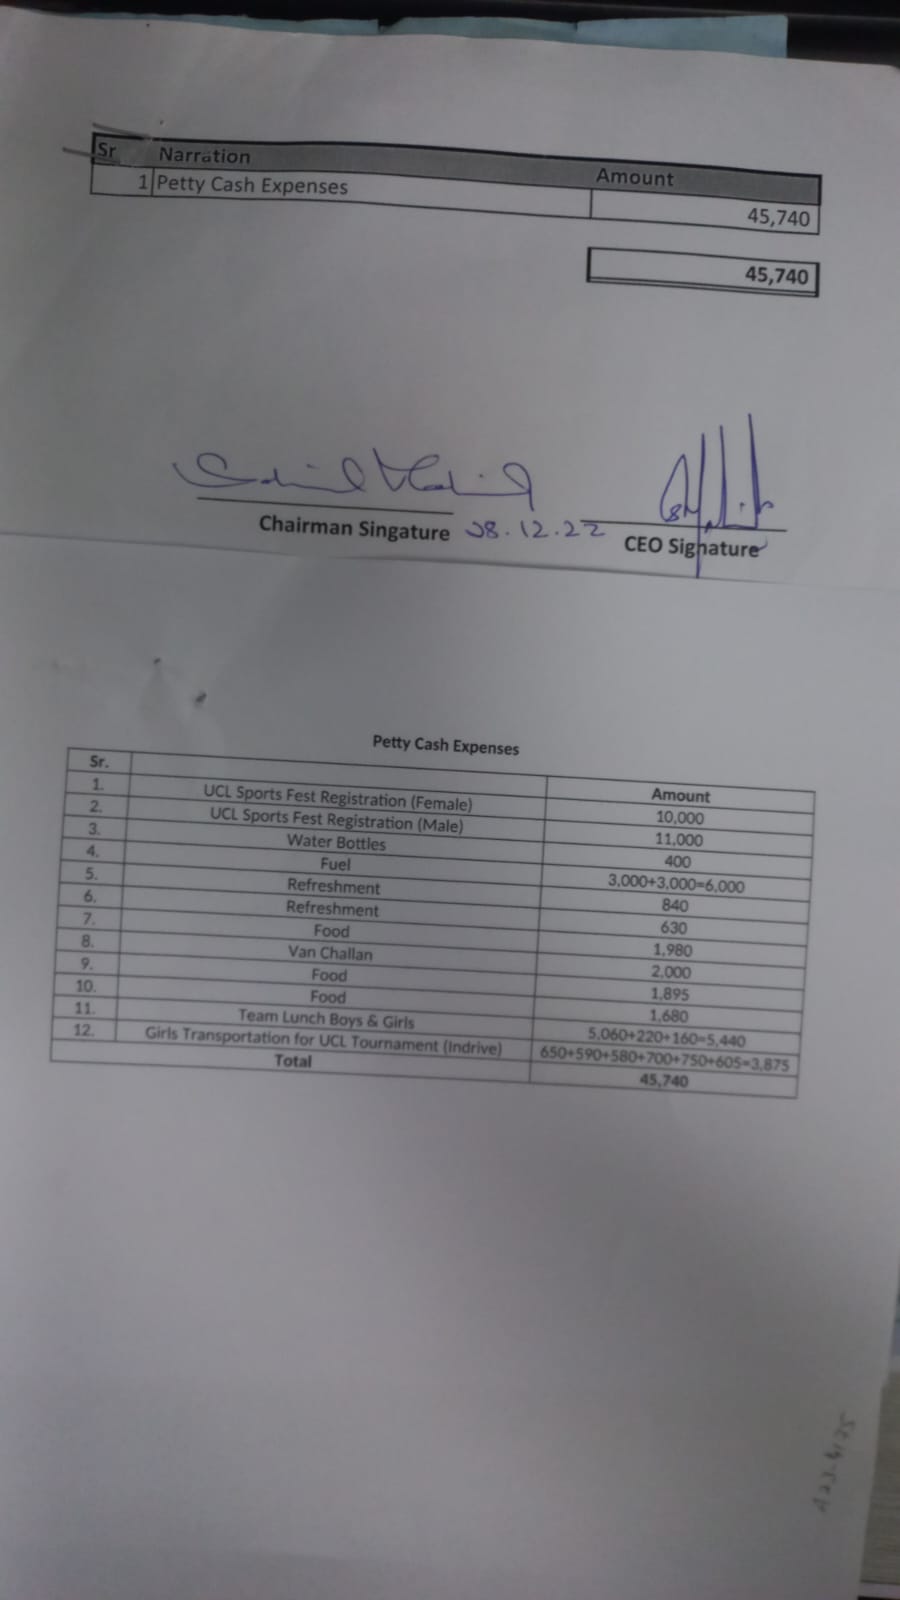 Sr Narration Amount
1 Petty Cash Expenses 45,740
45,740
Chairman Singature 28.12.22 CEO Signature
Petty Cash Expenses
Sr. Amount
1. UCL Sports Fest Registration (Female) 10,000
2. UCL Sports Fest Registration (Male) 11,000
3. Water Bottles 400
4. Fuel 3,000+3,000=6,000
5. Refreshment 840
6. Refreshment 630
7. Food 1,980
8. Van Challan 2,000
9. Food 1,895
10. Food 1,680
11. Team Lunch Boys & Girls 5,060+220+160=5,440
12. Girls Transportation for UCL Tournament (Indrive) 650+590+580+700+750+605=3,875
Total 45,740